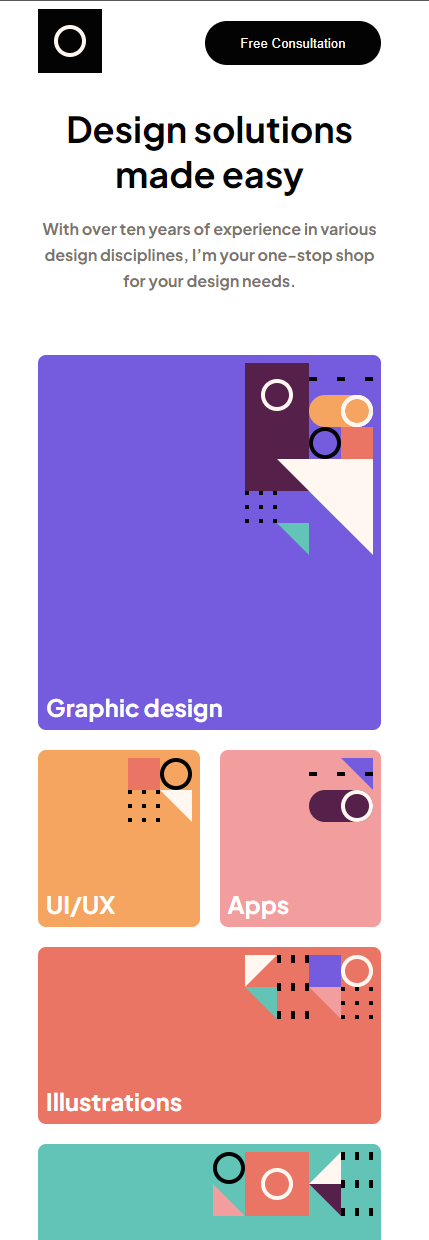 Free Consultation
Design solutions
made easy
With over ten years of experience in various
design disciplines, I’m your one-stop shop
for your design needs.
Graphic design
UI/UX
Apps
Illustrations